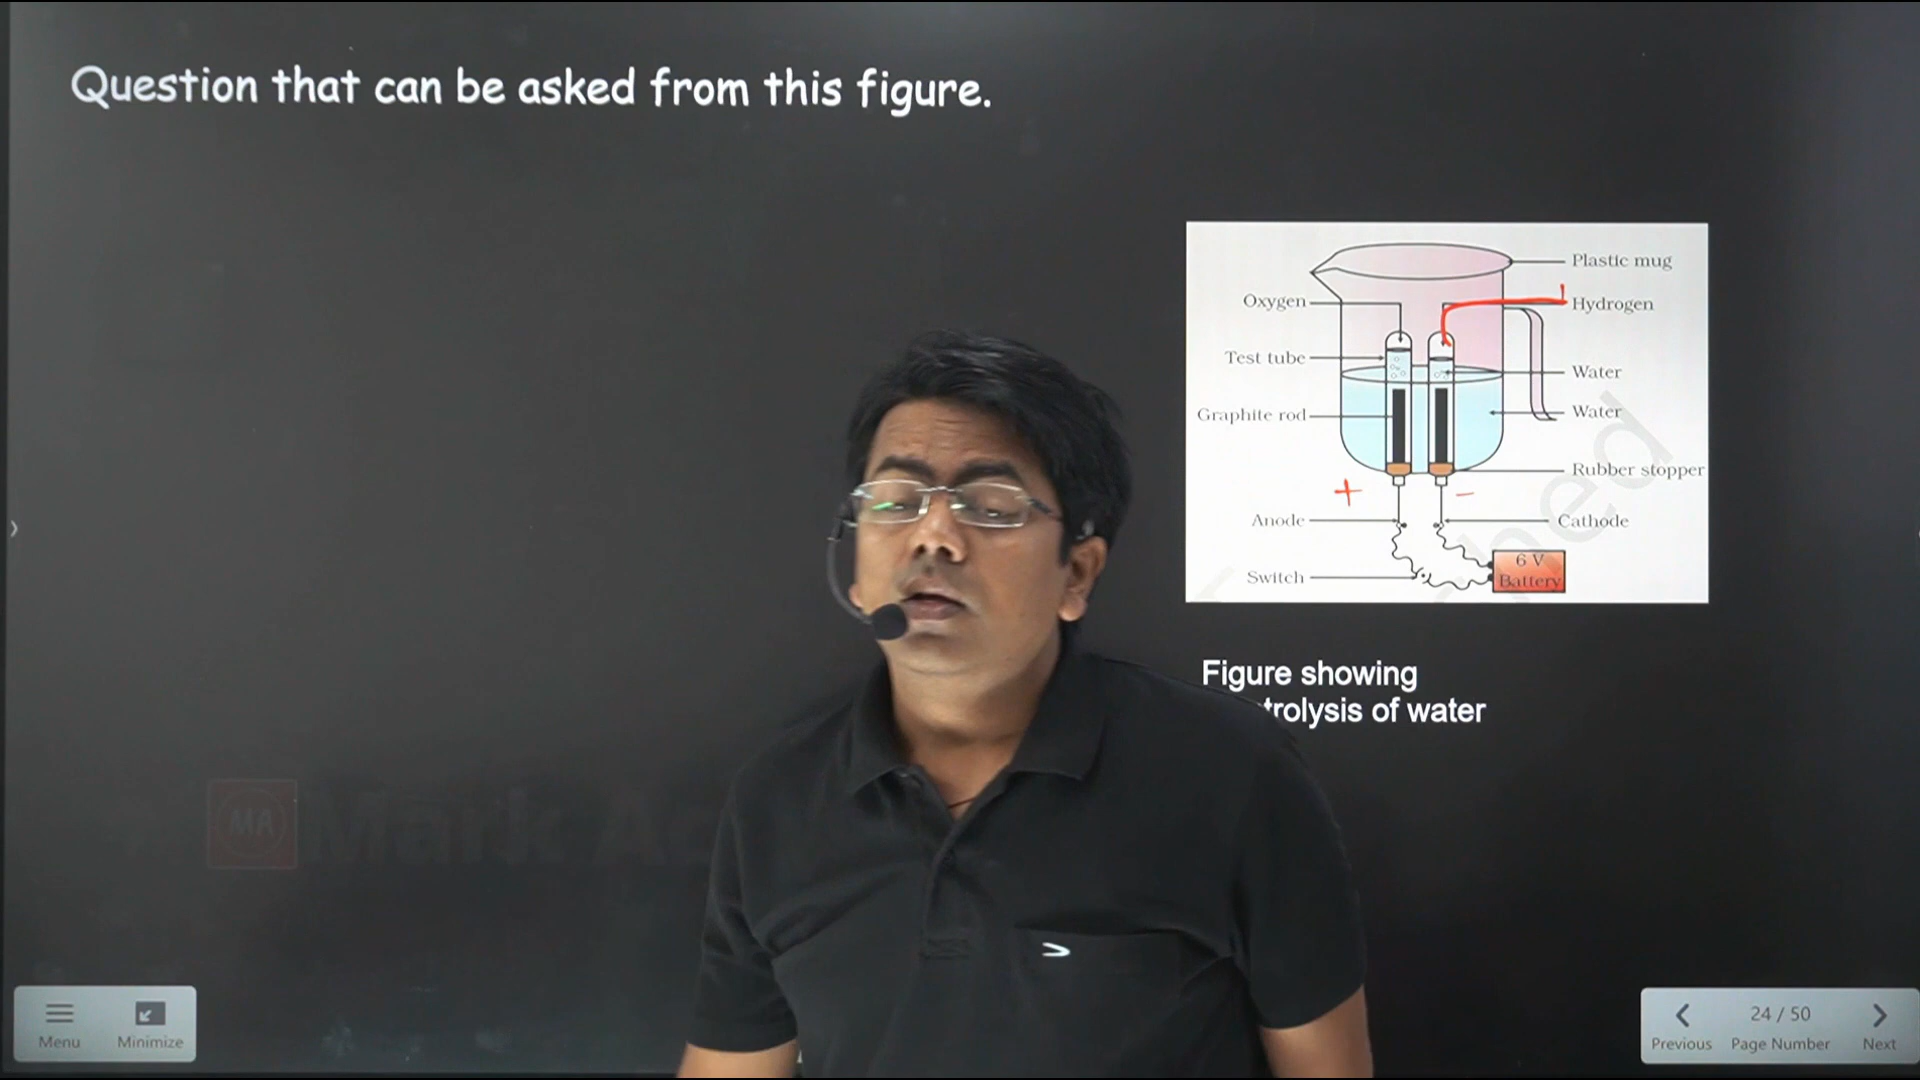 Question that can be asked from this figure.
Plastic mug
Oxygen
Hydrogen
Test tube
Water
Graphite rod
Water
Rubber stopper
+
-
Anode
Cathode
Switch
6 V
Battery
Figure showing
trolysis of water
MA
Mark
Menu
Minimize
24 / 50
Previous
Page Number
Next